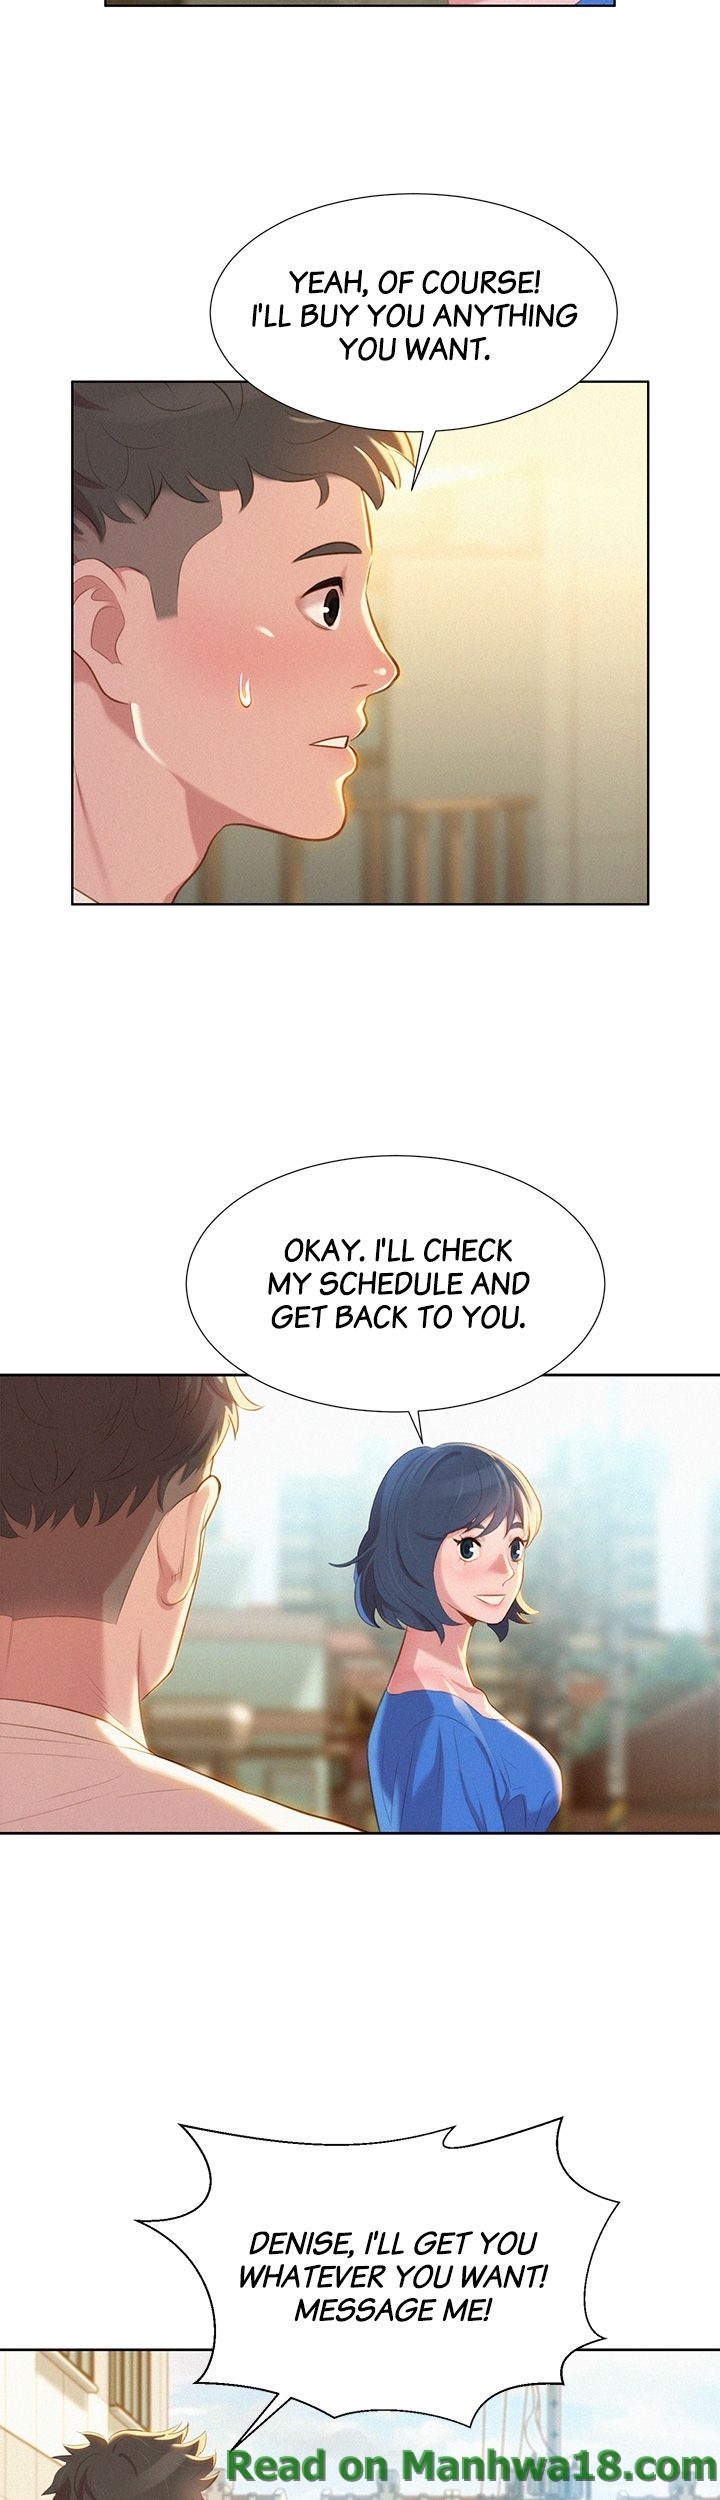 YEAH, OF COURSE!
I'LL BUY YOU ANYTHING
YOU WANT.
OKAY. I'LL CHECK
MY SCHEDULE AND
GET BACK TO YOU.
DENISE, I'LL GET YOU
WHATEVER YOU WANT!
MESSAGE ME!
Read on Manhwa18.com